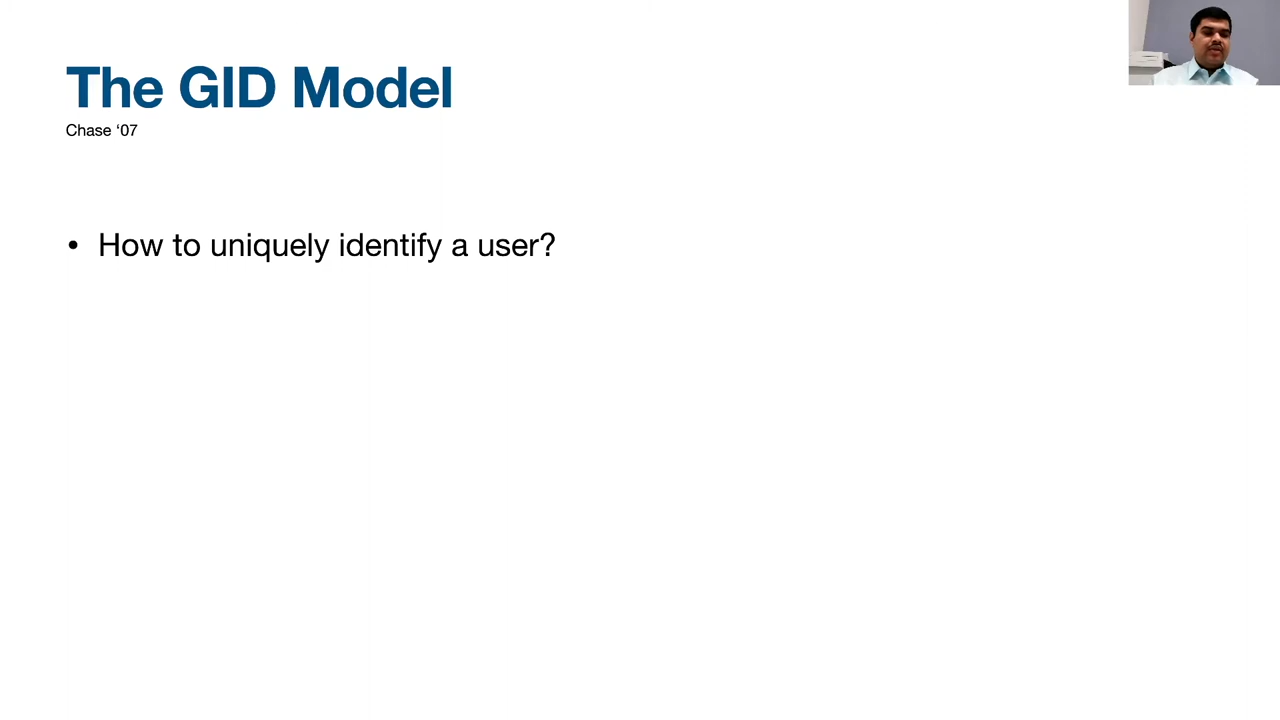 The GID Model
Chase ‘07
• How to uniquely identify a user?